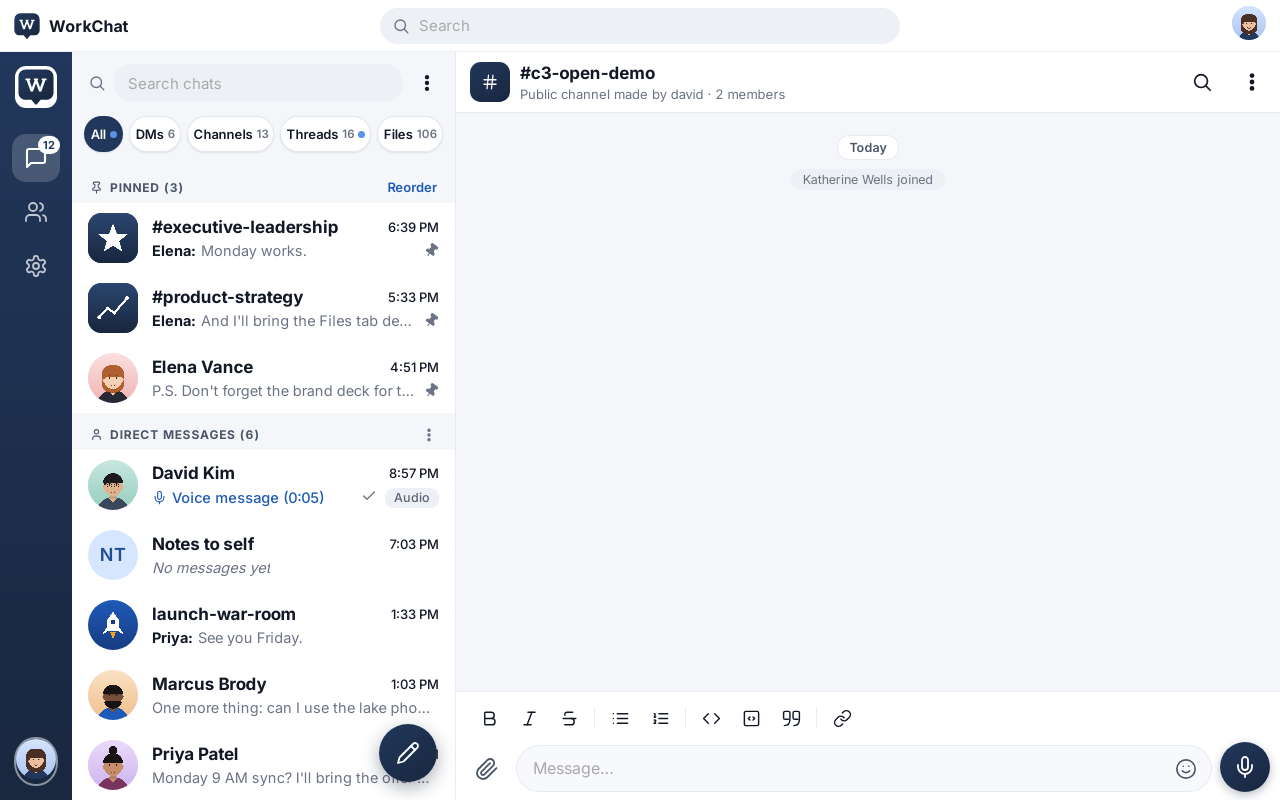 W WorkChat
Search
W
12
Search chats
All
DMs 6
Channels 13
Threads 16
Files 106
PINNED (3)
Reorder
#executive-leadership
6:39 PM
Elena: Monday works.
#product-strategy
5:33 PM
Elena: And I'll bring the Files tab de...
Elena Vance
4:51 PM
P.S. Don't forget the brand deck for t...
DIRECT MESSAGES (6)
David Kim
8:57 PM
Voice message (0:05)
Audio
NT
Notes to self
7:03 PM
No messages yet
launch-war-room
1:33 PM
Priya: See you Friday.
Marcus Brody
1:03 PM
One more thing: can I use the lake pho...
Priya Patel
Monday 9 AM sync? I'll bring the
#
#c3-open-demo
Public channel made by david · 2 members
Today
Katherine Wells joined
Message...